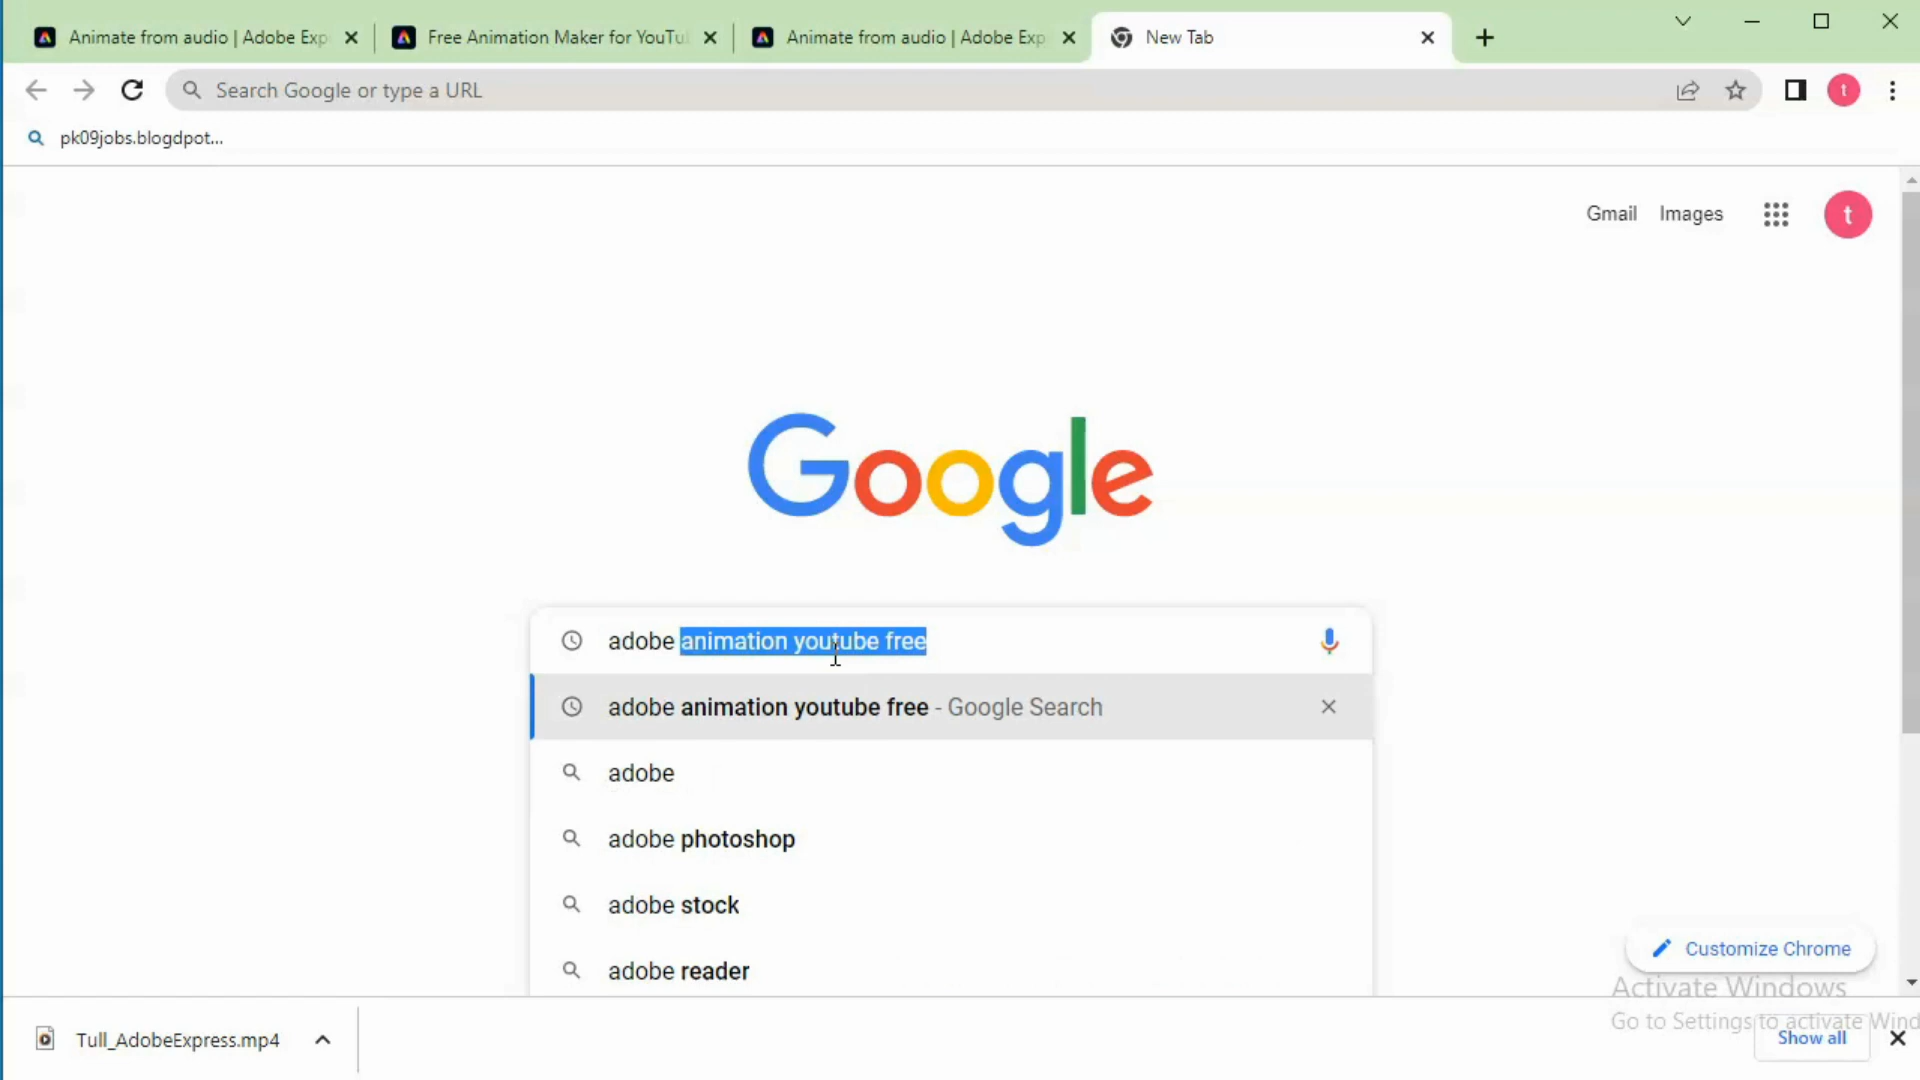 Animate from audio | Adobe Exp
Free Animation Maker for YouTu
Animate from audio | Adobe Exp
New Tab
Search Google or type a URL
pk09jobs.blogdpot...
Gmail
Images
t
t
Google
adobe animation youtube free
adobe animation youtube free - Google Search
adobe
adobe photoshop
adobe stock
adobe reader
Customize Chrome
Activate Windows
Go to Settings to activate Wind
Tull_AdobeExpress.mp4
Show all